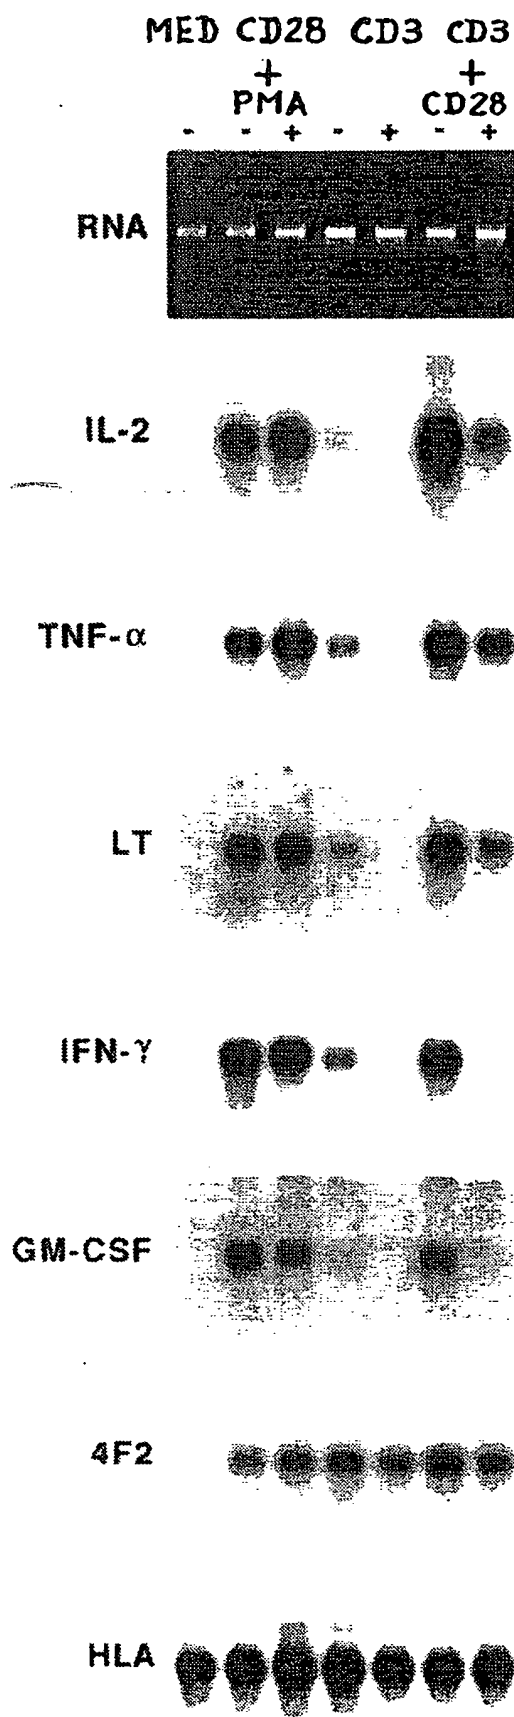 MED CD28 CD3 CD3
+ +
PMA CD28
- - + - + - +
RNA
IL-2
TNF-α
LT
IFN-γ
GM-CSF
4F2
HLA